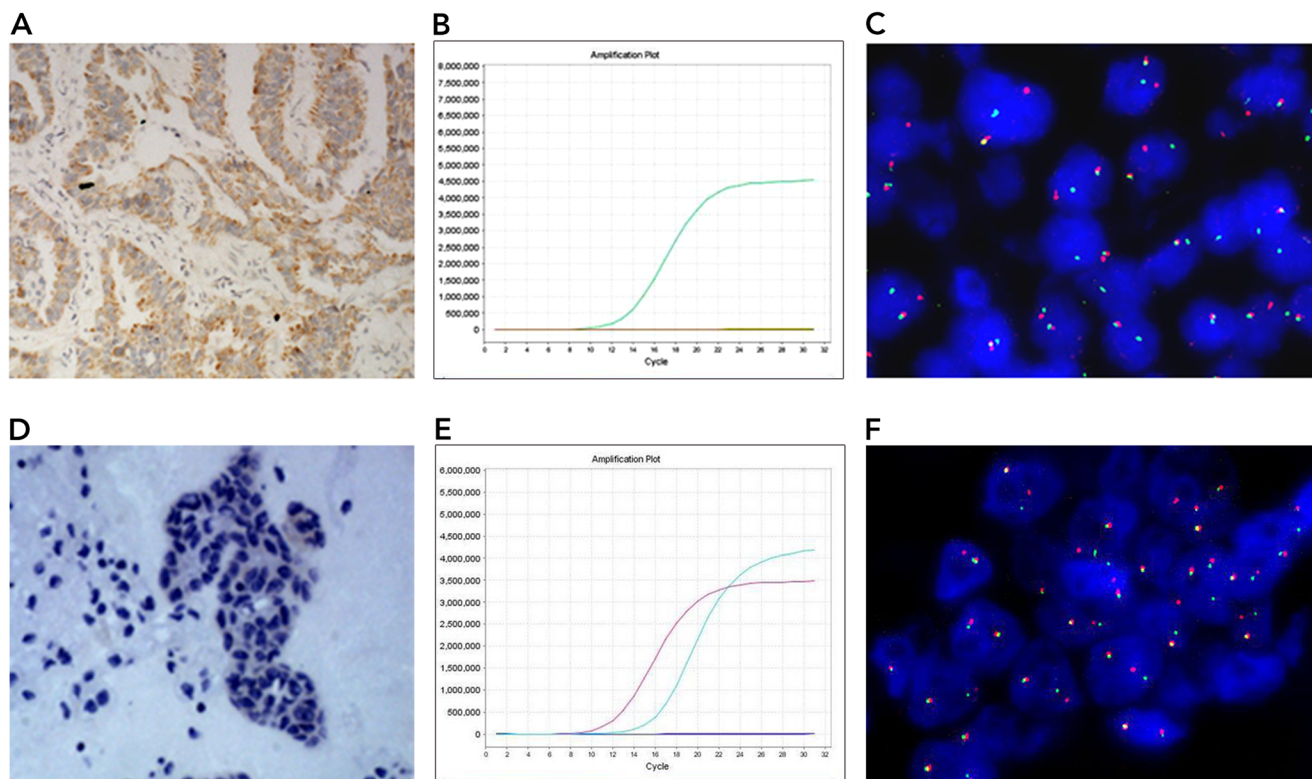 A
B
C
Amplification Plot
8,000,000
7,500,000
7,000,000
6,500,000
6,000,000
5,500,000
5,000,000
4,500,000
4,000,000
3,500,000
3,000,000
2,500,000
2,000,000
1,500,000
1,000,000
500,000
0
0 2 4 6 8 10 12 14 16 18 20 22 24 26 28 30 32
Cycle
D
E
F
Amplification Plot
6,000,000
5,500,000
5,000,000
4,500,000
4,000,000
3,500,000
3,000,000
2,500,000
2,000,000
1,500,000
1,000,000
500,000
0
0 2 4 6 8 10 12 14 16 18 20 22 24 26 28 30 32
Cycle